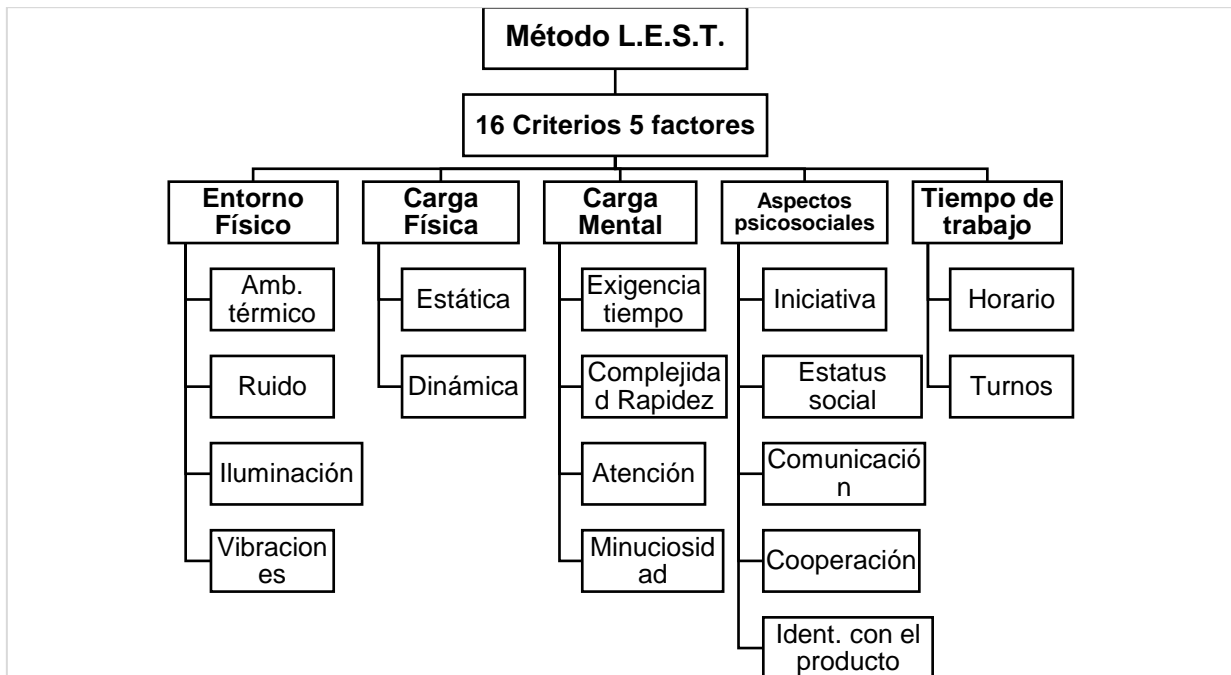 Método L.E.S.T.
16 Criterios 5 factores
Entorno
Físico
Amb.
térmico
Ruido
Iluminación
Vibracion
es
Carga
Física
Estática
Dinámica
Carga
Mental
Exigencia
tiempo
Complejida
d Rapidez
Atención
Minuciosid
ad
Aspectos
psicosociales
Iniciativa
Estatus
social
Comunicació
n
Cooperación
Ident. con el
producto
Tiempo de
trabajo
Horario
Turnos